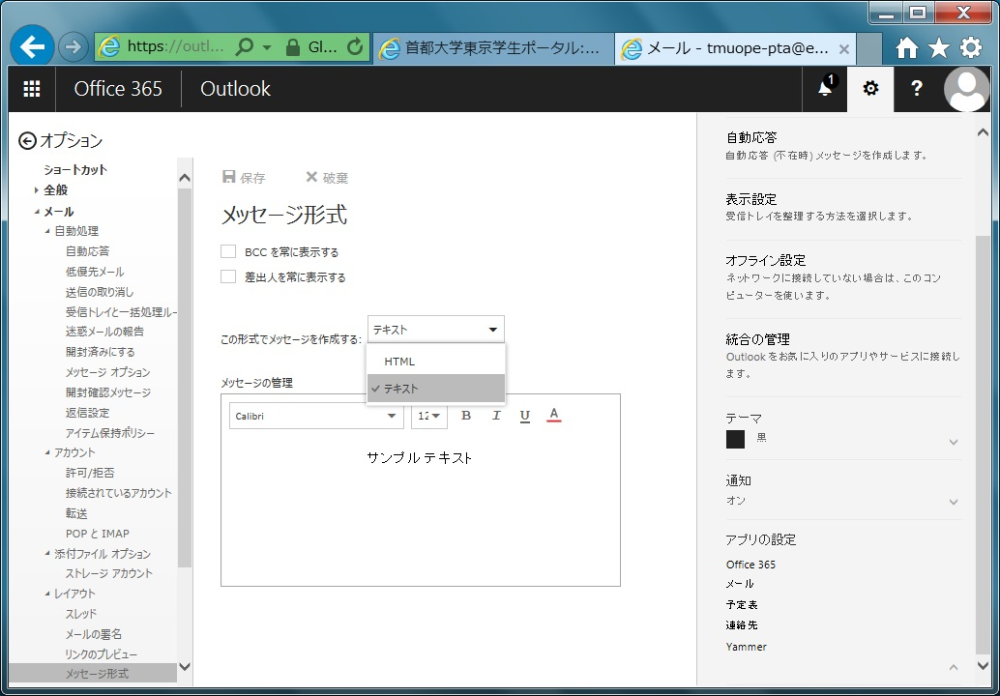 https://outl...
Gl...
首都大学東京学生ポータル:...
メール - tmuope-pta@e...
Office 365
Outlook
1
?
オプション
ショートカット
全般
メール
自動処理
自動応答
低優先メール
送信の取り消し
受信トレイと一括処理ルー
迷惑メールの報告
開封済みにする
メッセージ オプション
開封確認メッセージ
返信設定
アイテム保持ポリシー
アカウント
許可/拒否
接続されているアカウント
転送
POP と IMAP
添付ファイル オプション
ストレージ アカウント
レイアウト
スレッド
メールの署名
リンクのプレビュー
メッセージ形式
保存
破棄
メッセージ形式
BCC を常に表示する
差出人を常に表示する
この形式でメッセージを作成する:
テキスト
HTML
テキスト
メッセージの管理
Calibri
12
B I U A
サンプル テキスト
自動応答
自動応答 (不在時) メッセージを作成します。
表示設定
受信トレイを整理する方法を選択します。
オフライン設定
ネットワークに接続していない場合は、このコン
ピューターを使います。
統合の管理
Outlook をお気に入りのアプリやサービスに接続し
ます。
テーマ
黒
通知
オン
アプリの設定
Office 365
メール
予定表
連絡先
Yammer